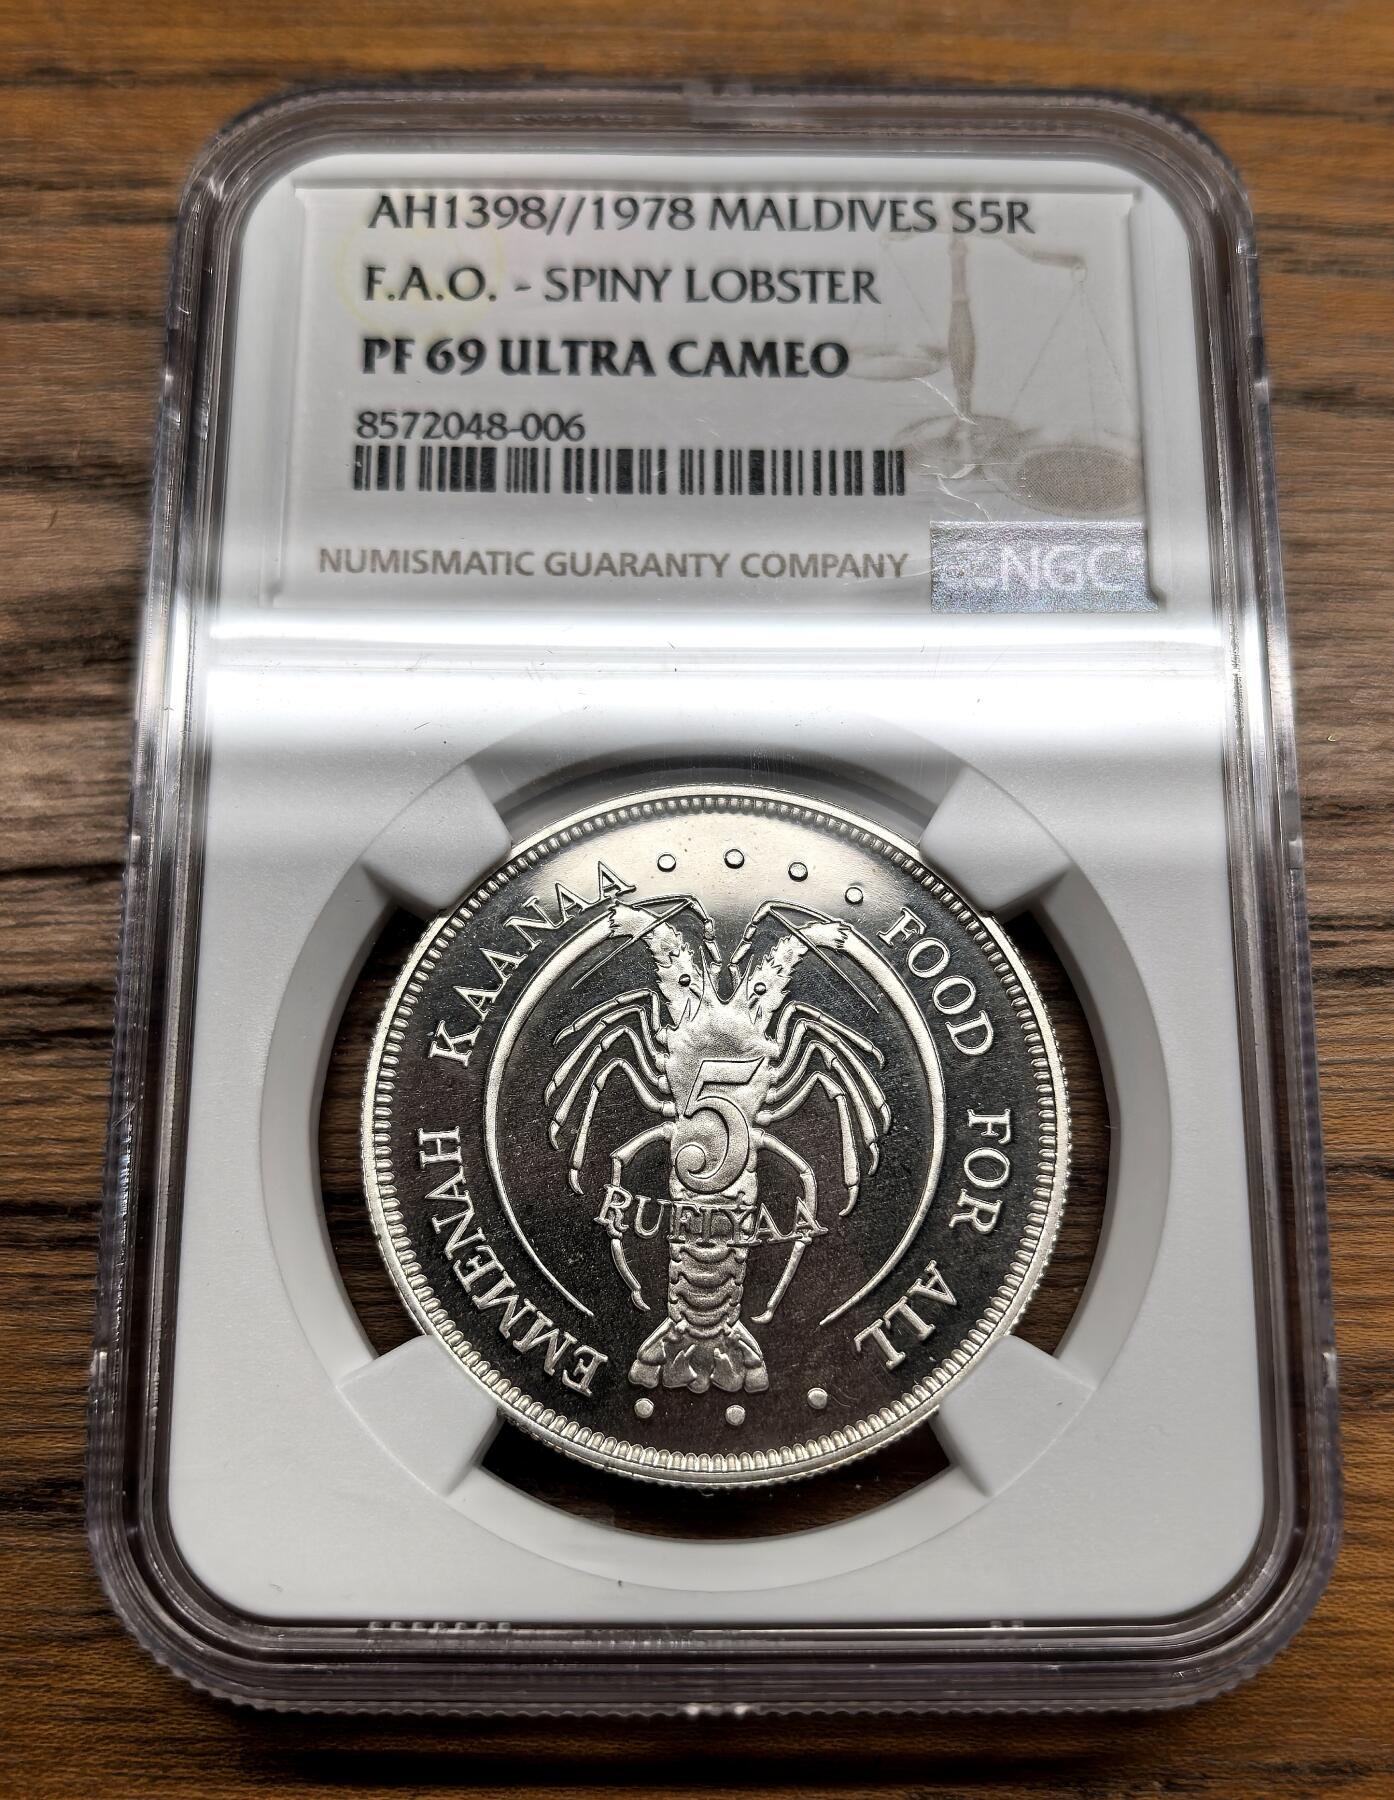 AH1398//1978 MALDIVES S5R
F.A.O. - SPINY LOBSTER
PF 69 ULTRA CAMEO
8572048-006
NUMISMATIC GUARANTY COMPANY
NGC
EMMENAH KAANAA
FOOD FOR ALL
5
RUFIYAA